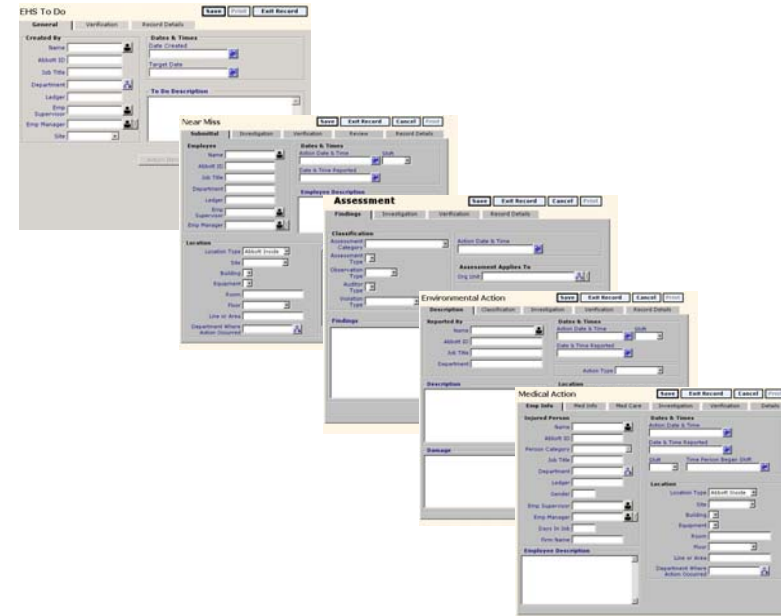 EHS To Do Save Print Exit Record
General Verification Record Details
Created By Dates & Times
Name Date Created
Abbott ID
Job Title Target Date
Department
Ledger To Do Description
Emp Supervisor
Emp Manager
Site
Near Miss Save Exit Record Cancel Print
Submittal Investigation Verification Review Record Details
Employee Dates & Times
Name Action Date & Time Shift
Abbott ID
Job Title Date & Time Reported
Department
Ledger Employee Description
Emp Supervisor
Emp Manager
Location
Location Type Abbott Inside
Site
Building
Equipment
Room
Floor
Line or Area
Department Where Action Occurred
Assessment Save Exit Record Cancel Print
Findings Investigation Verification Record Details
Classification
Assessment Category Action Date & Time
Assessment Type
Observation Type Assessment Applies To
Auditor Type Org Unit
Violation Type
Findings
Environmental Action Save Exit Record Cancel Print
Description Classification Investigation Verification Record Details
Reported By Dates & Times
Name Action Date & Time Shift
Abbott ID
Job Title Date & Time Reported
Department
Action Type
Description Location
Damage
Medical Action Save Exit Record Cancel Print
Emp Info Med Info Med Care Investigation Verification Details
Injured Person Dates & Times
Name Action Date & Time
Abbott ID
Person Category Date & Time Reported
Job Title Shift Time Person Began Shift
Department
Ledger Location
Gender Location Type Abbott Inside
Emp Supervisor Site
Emp Manager Building
Days In Job Equipment
Firm Name Room
Employee Description Floor
Line or Area
Department Where Action Occurred